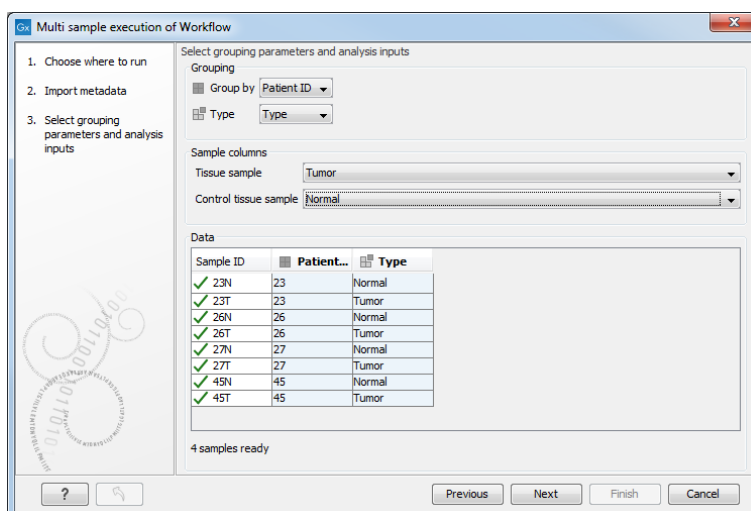 Gx Multi sample execution of Workflow
1. Choose where to run
2. Import metadata
3. Select grouping
parameters and analysis
inputs
Select grouping parameters and analysis inputs
Grouping
Group by Patient ID
Type Type
Sample columns
Tissue sample Tumor
Control tissue sample Normal
Data
Sample ID Patient... Type
23N 23 Normal
23T 23 Tumor
26N 26 Normal
26T 26 Tumor
27N 27 Normal
27T 27 Tumor
45N 45 Normal
45T 45 Tumor
4 samples ready
? Previous Next Finish Cancel